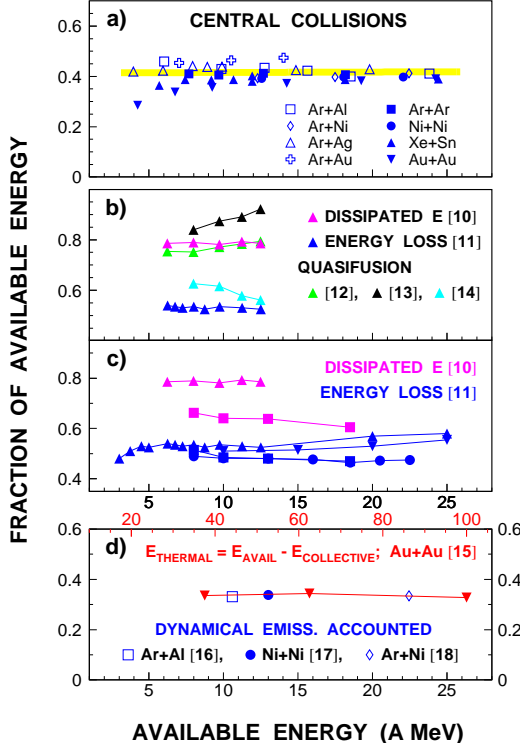 a) CENTRAL COLLISIONS
0.6
0.4
0.2
0
Ar+Al Ar+Ar
Ar+Ni Ni+Ni
Ar+Ag Xe+Sn
Ar+Au Au+Au
b)
DISSIPATED E [10]
ENERGY LOSS [11]
QUASIFUSION
[12], [13], [14]
0.8
0.6
c)
DISSIPATED E [10]
ENERGY LOSS [11]
0.8
0.6
0.4
5 10 15 20 25
20 40 60 80 100
d) E_THERMAL = E_AVAIL - E_COLLECTIVE; Au+Au [15]
0.6 0.6
0.4 0.4
0.2 0.2
0 0
DYNAMICAL EMISS. ACCOUNTED
Ar+Al [16], Ni+Ni [17], Ar+Ni [18]
5 10 15 20 25
AVAILABLE ENERGY (A MeV)
FRACTION OF AVAILABLE ENERGY